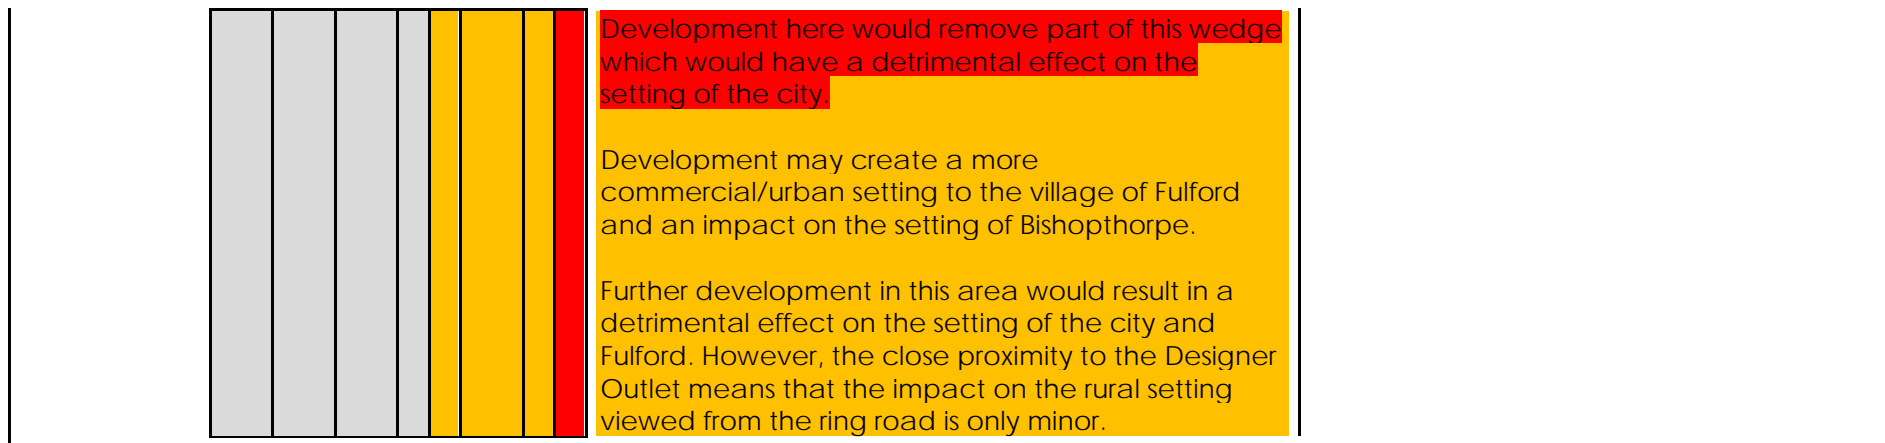 Development here would remove part of this wedge
which would have a detrimental effect on the
setting of the city.
Development may create a more
commercial/urban setting to the village of Fulford
and an impact on the setting of Bishopthorpe.
Further development in this area would result in a
detrimental effect on the setting of the city and
Fulford. However, the close proximity to the Designer
Outlet means that the impact on the rural setting
viewed from the ring road is only minor.